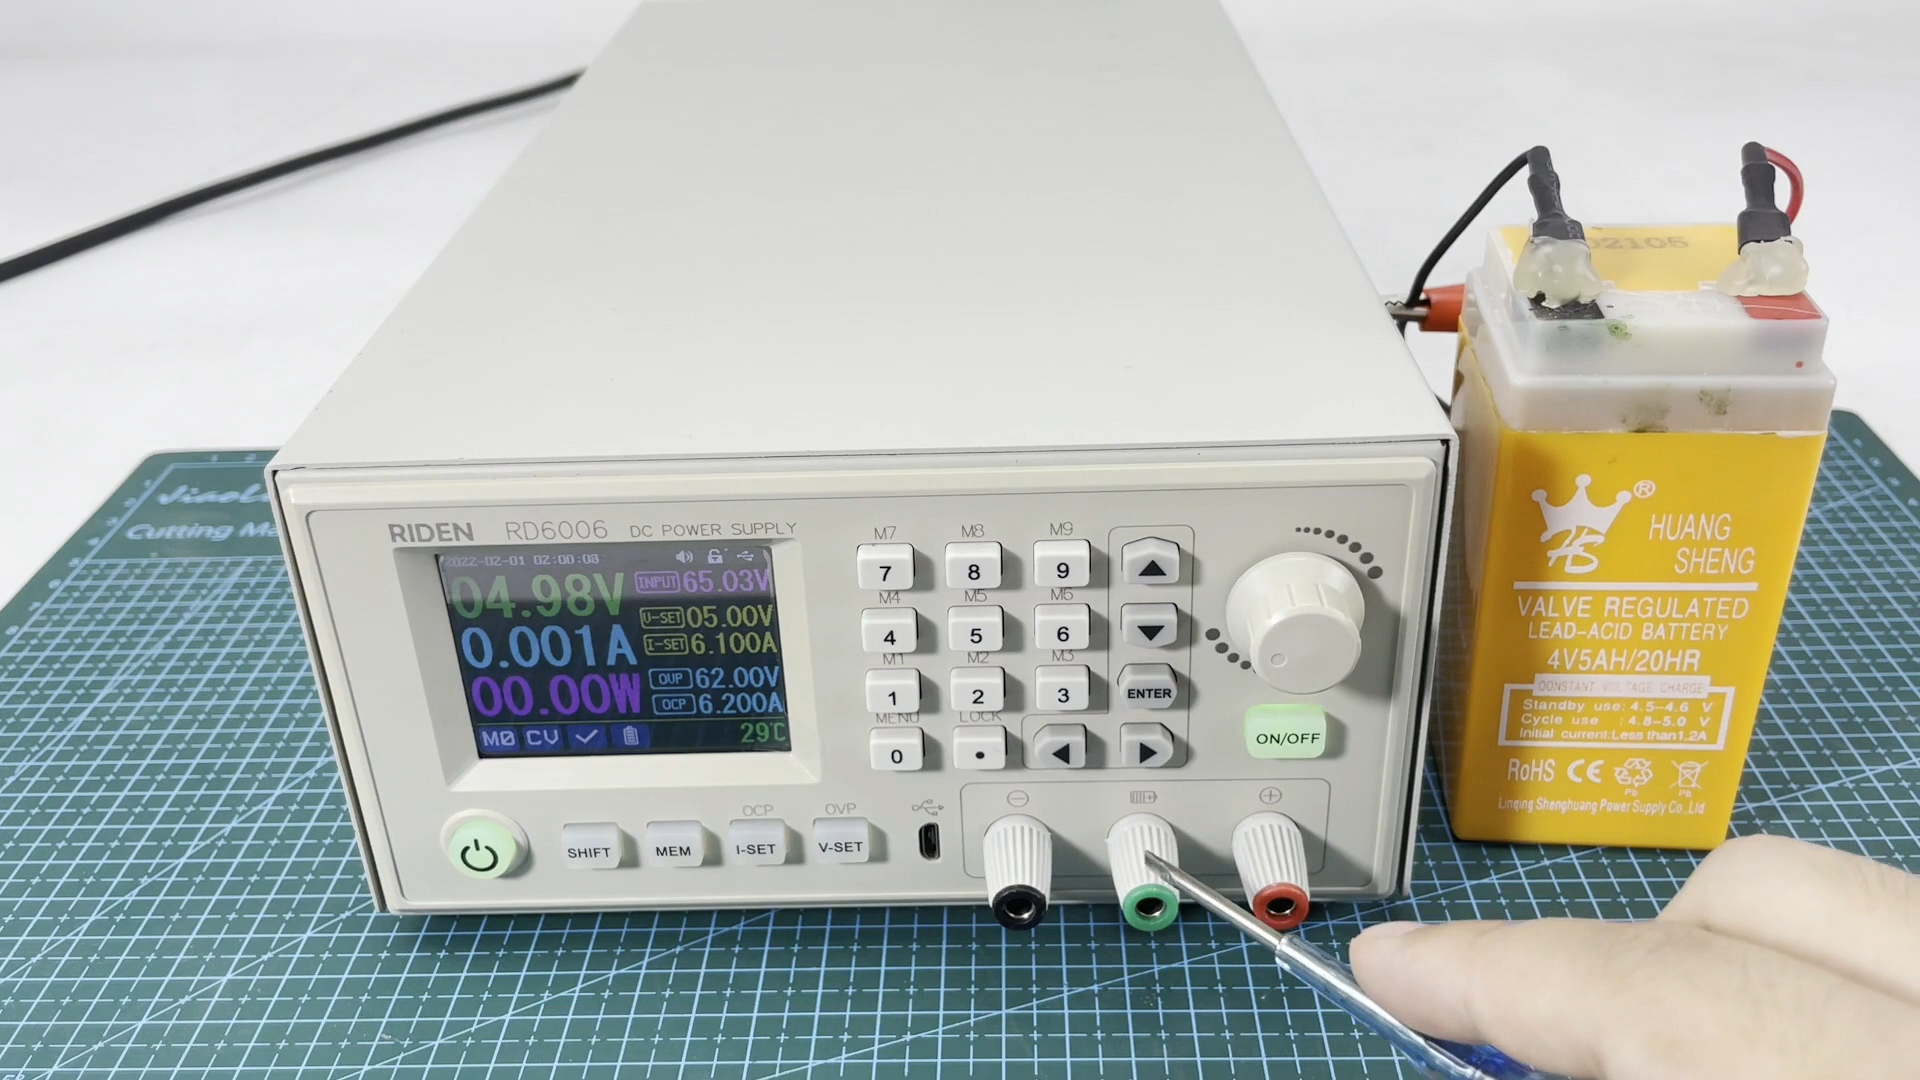 RIDEN RD6006 DC POWER SUPPLY
2022-02-01 02:00:08
04.98V
INPUT 65.03V
V-SET 05.00V
0.001A
I-SET 6.100A
00.00W
OVP 62.00V
OCP 6.200A
M0 CV
29℃
M7 M8 M9
7 8 9
M4 M5 M6
4 5 6
M1 M2 M3
1 2 3
ENTER
MENU LOCK
0 .
ON/OFF
OCP OVP
SHIFT MEM I-SET V-SET
Cutting
02105
HUANG
SHENG
®
HS
VALVE REGULATED
LEAD-ACID BATTERY
4V5AH/20HR
CONSTANT VOLTAGE CHARGE
Standby use: 4.5-4.6 V
Cycle use : 4.8-5.0 V
Initial current:Less than1.2A
RoHS CE
Pb Pb
Linqing Shenghuang Power Supply Co.,Ltd